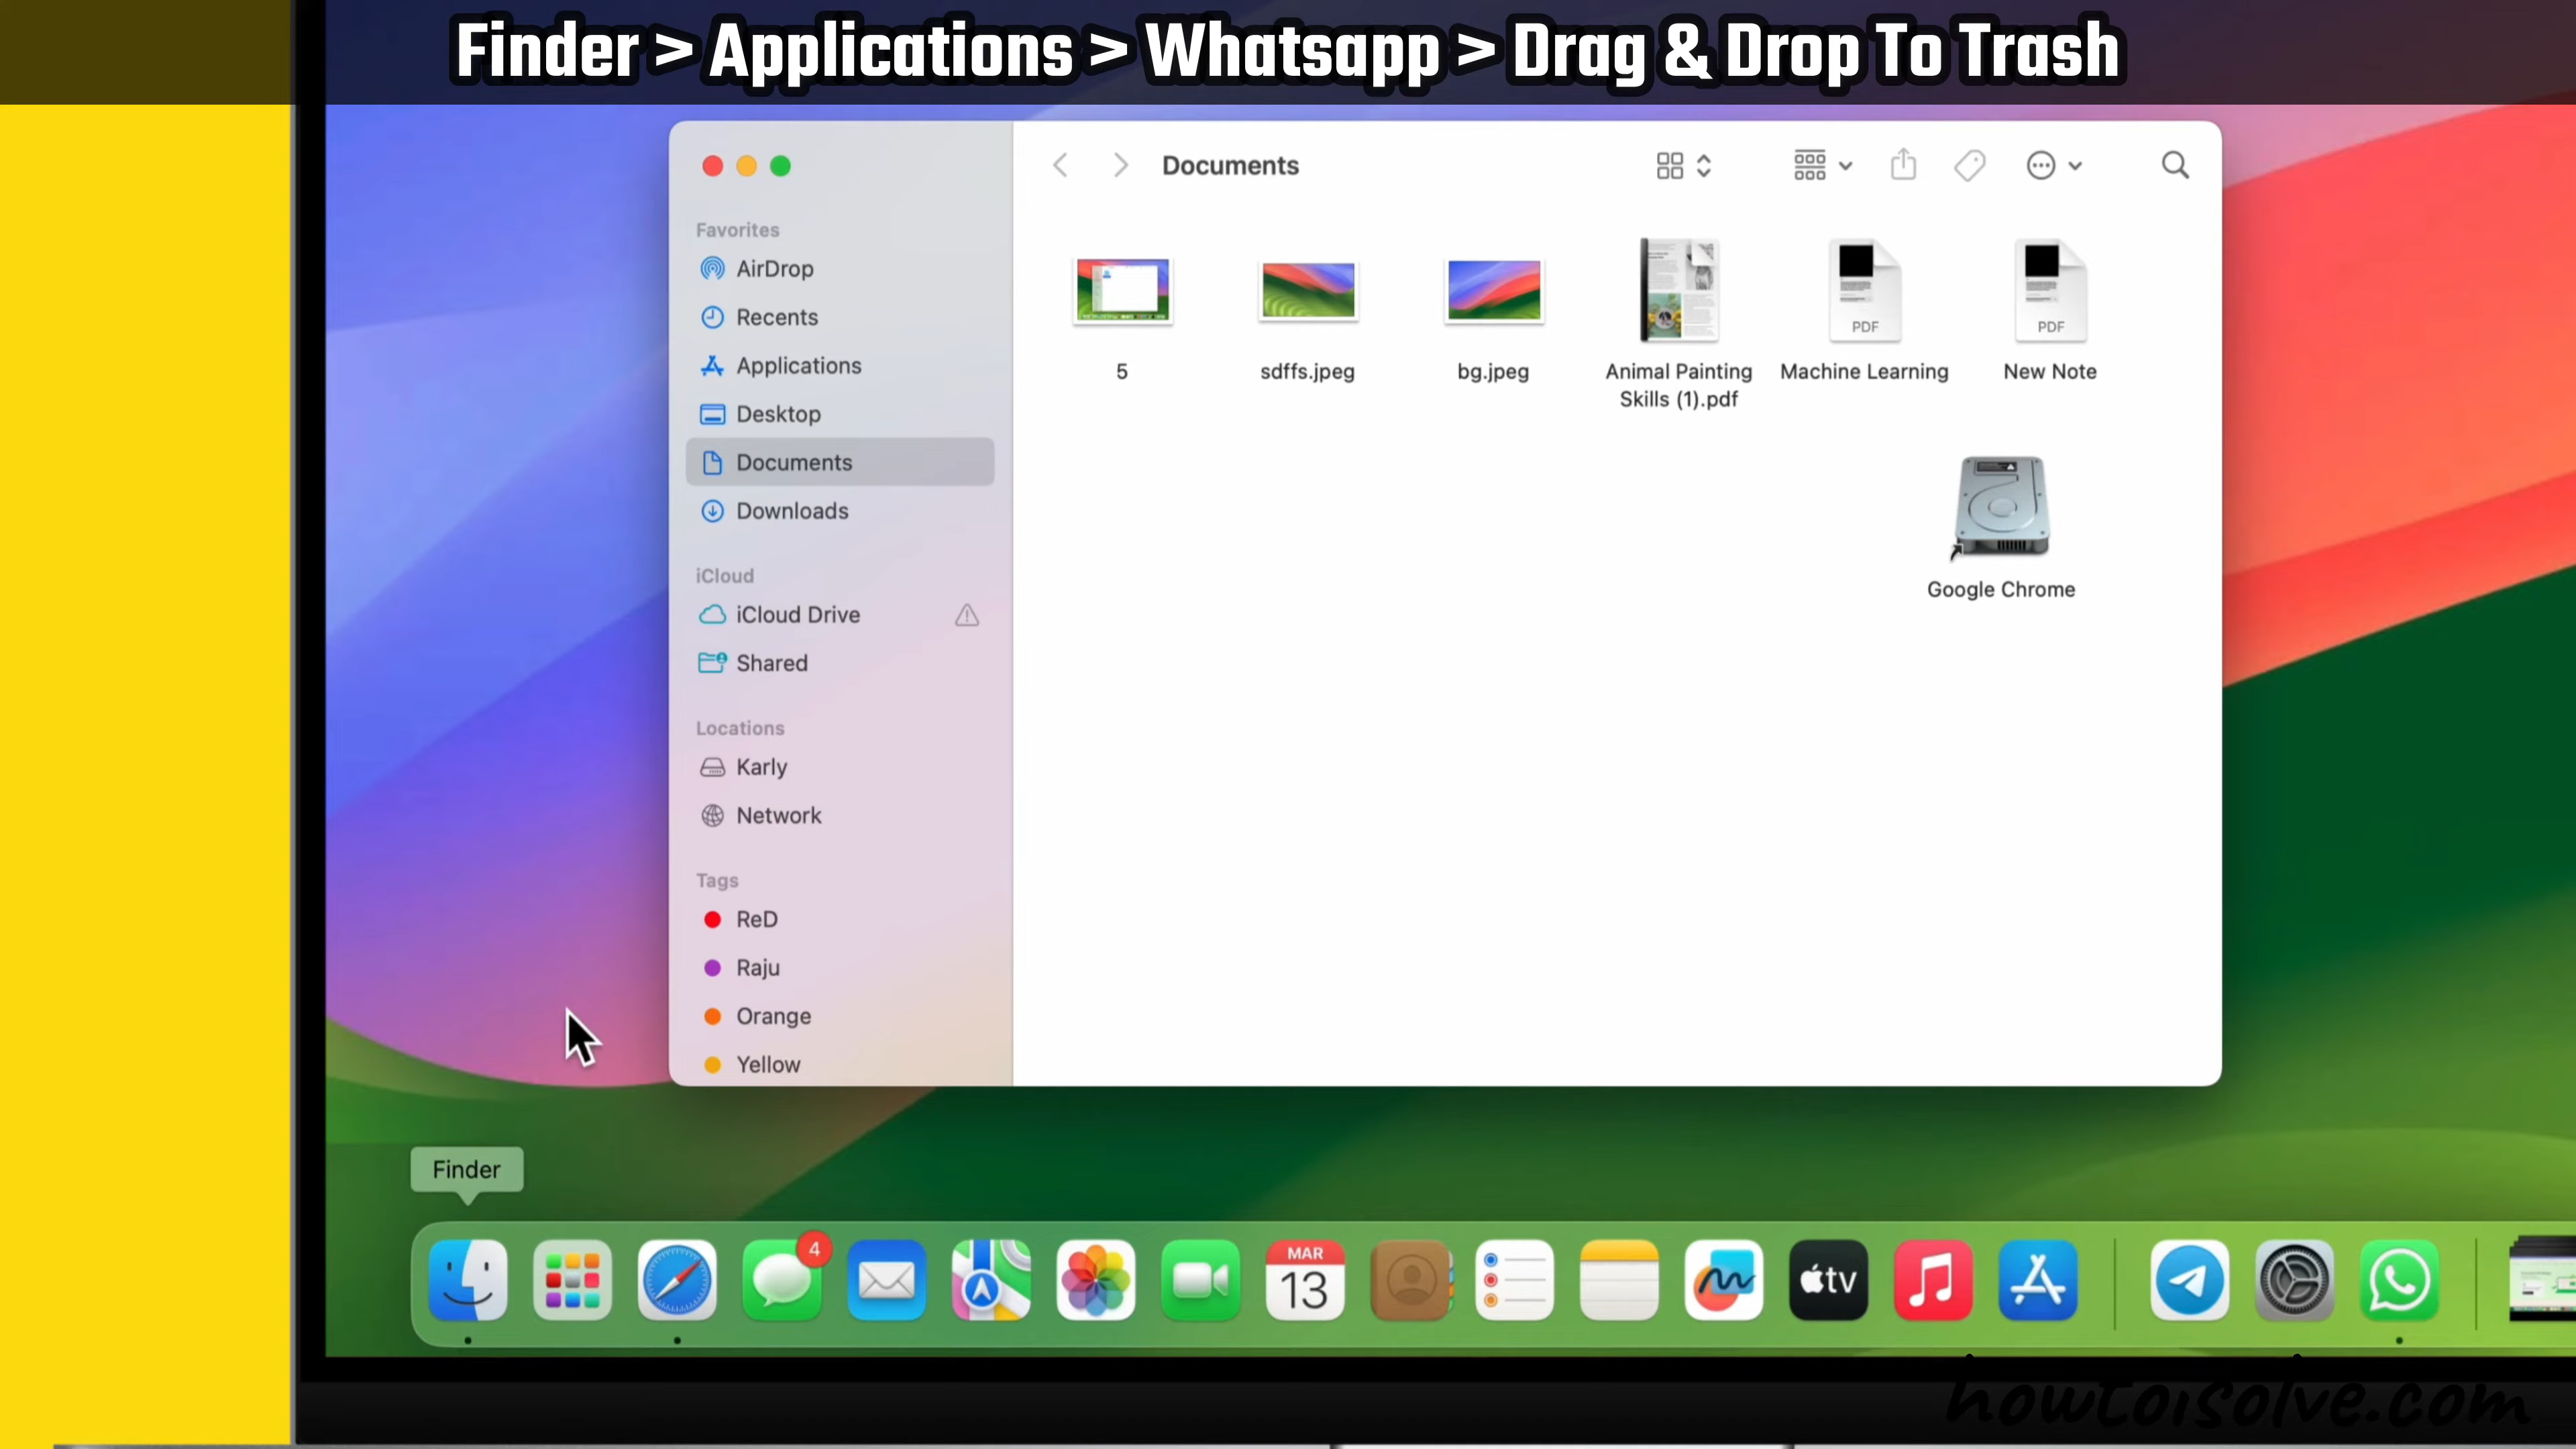 Finder > Applications > Whatsapp > Drag & Drop To Trash
Documents
Favorites
AirDrop
Recents
Applications
Desktop
Documents
Downloads
iCloud
iCloud Drive
Shared
Locations
Karly
Network
Tags
ReD
Raju
Orange
Yellow
5
sdffs.jpeg
bg.jpeg
Animal Painting
Skills (1).pdf
PDF
Machine Learning
PDF
New Note
Google Chrome
Finder
4
MAR
13
tv
howtoisolve.com